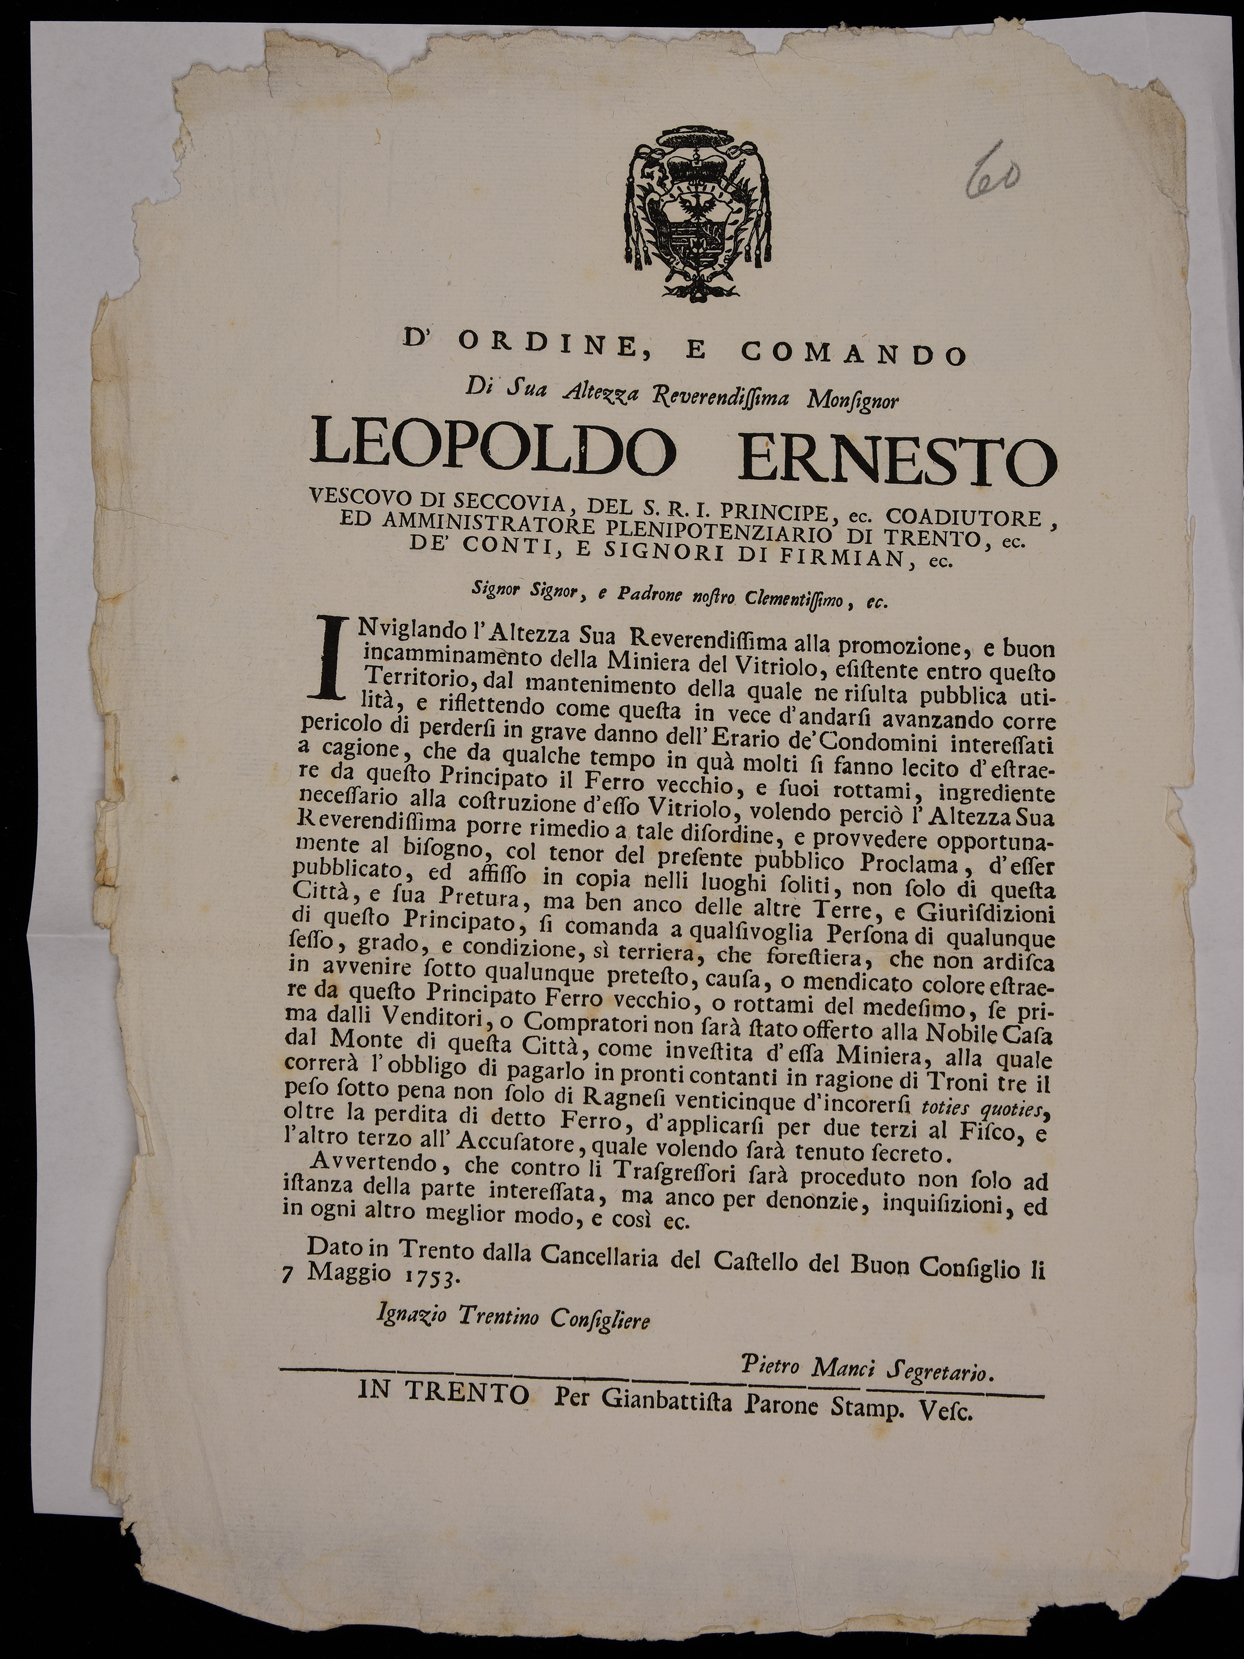 60
D' ORDINE, E COMANDO
Di Sua Altezza Reverendiſſima Monſignor
LEOPOLDO ERNESTO
VESCOVO DI SECCOVIA, DEL S. R. I. PRINCIPE, ec. COADIUTORE,
ED AMMINISTRATORE PLENIPOTENZIARIO DI TRENTO, ec.
DE' CONTI, E SIGNORI DI FIRMIAN, ec.
Signor Signor, e Padrone noſtro Clementiſſimo, ec.
INviglando l'Altezza Sua Reverendiſſima alla promozione, e buon
incamminamento della Miniera del Vitriolo, eſiſtente entro queſto
Territorio, dal mantenimento della quale ne riſulta pubblica uti-
lità, e riflettendo come queſta in vece d'andarſi avanzando corre
pericolo di perderſi in grave danno dell'Erario de'Condomini intereſſati
a cagione, che da qualche tempo in quà molti ſi fanno lecito d'eſtrae-
re da queſto Principato il Ferro vecchio, e ſuoi rottami, ingrediente
neceſſario alla coſtruzione d'eſſo Vitriolo, volendo perciò l'Altezza Sua
Reverendiſſima porre rimedio a tale diſordine, e provvedere opportuna-
mente al biſogno, col tenor del preſente pubblico Proclama, d'eſſer
pubblicato, ed affiſſo in copia nelli luoghi ſoliti, non ſolo di queſta
Città, e ſua Pretura, ma ben anco delle altre Terre, e Giuriſdizioni
di queſto Principato, ſi comanda a qualſivoglia Perſona di qualunque
ſeſſo, grado, e condizione, sì terriera, che foreſtiera, che non ardiſca
in avvenire ſotto qualunque preteſto, cauſa, o mendicato colore eſtrae-
re da queſto Principato Ferro vecchio, o rottami del medeſimo, ſe pri-
ma dalli Venditori, o Compratori non ſarà ſtato offerto alla Nobile Caſa
dal Monte di queſta Città, come inveſtita d'eſſa Miniera, alla quale
correrà l'obbligo di pagarlo in pronti contanti in ragione di Troni tre il
peſo ſotto pena non ſolo di Ragneſi venticinque d'incorerſi toties quoties,
oltre la perdita di detto Ferro, d'applicarſi per due terzi al Fiſco, e
l'altro terzo all'Accuſatore, quale volendo ſarà tenuto ſecreto.
Avvertendo, che contro li Traſgreſſori ſarà proceduto non ſolo ad
iſtanza della parte intereſſata, ma anco per denonzie, inquiſizioni, ed
in ogni altro meglior modo, e così ec.
Dato in Trento dalla Cancellaria del Caſtello del Buon Conſiglio li
7 Maggio 1753.
Ignazio Trentino Conſigliere
Pietro Manci Segretario.
IN TRENTO Per Gianbattiſta Parone Stamp. Veſc.